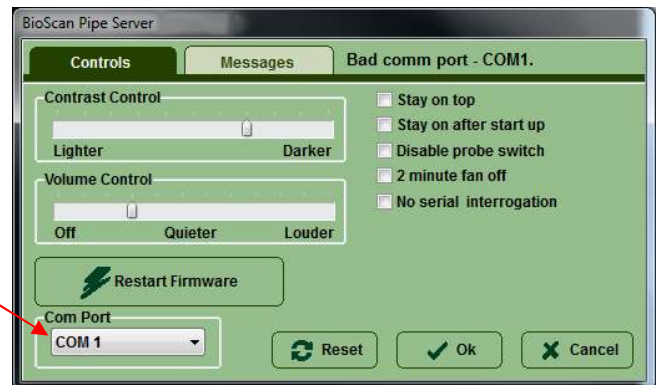 BioScan Pipe Server
Controls
Messages
Bad comm port - COM1.
Contrast Control
Lighter Darker
Volume Control
Off Quieter Louder
Stay on top
Stay on after start up
Disable probe switch
2 minute fan off
No serial interrogation
Restart Firmware
Com Port
COM 1
Reset
Ok
Cancel